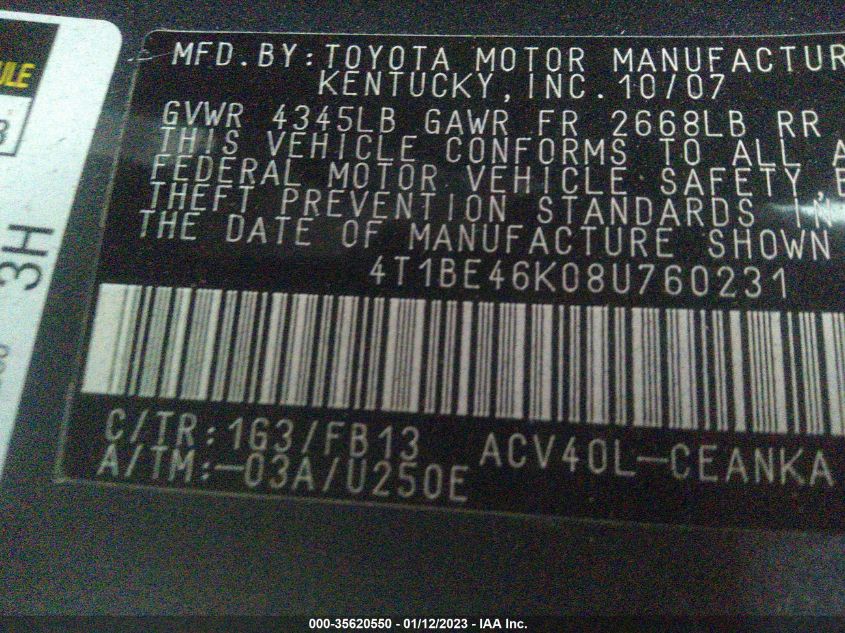 ULE
3H
MFD.BY:TOYOTA MOTOR MANUFACTUR
KENTUCKY,INC. 10/07
GVWR 4345LB GAWR FR 2668LB RR
THIS VEHICLE CONFORMS TO ALL A
FEDERAL MOTOR VEHICLE SAFETY,B
THEFT PREVENTION STANDARDS IN
THE DATE OF MANUFACTURE SHOWN
4T1BE46K08U760231
C/TR:1G3/FB13 ACV40L-CEANKA
A/TM:-03A/U250E
000-35620550 - 01/12/2023 - IAA Inc.